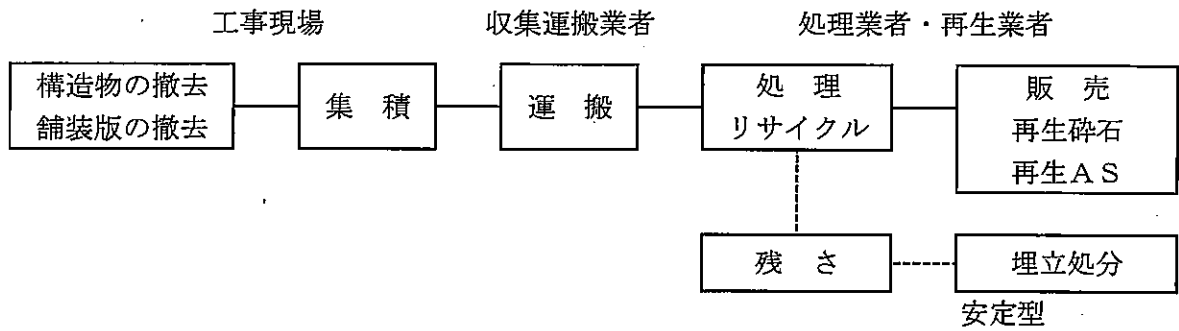 工事現場
収集運搬業者
処理業者・再生業者
構造物の撤去
舗装版の撤去
集 積
運 搬
処 理
リサイクル
販 売
再生砕石
再生AS
残 さ
埋立処分
安定型